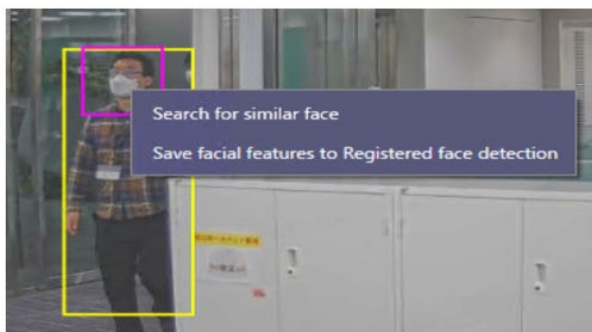 Search for similar face
Save facial features to Registered face detection